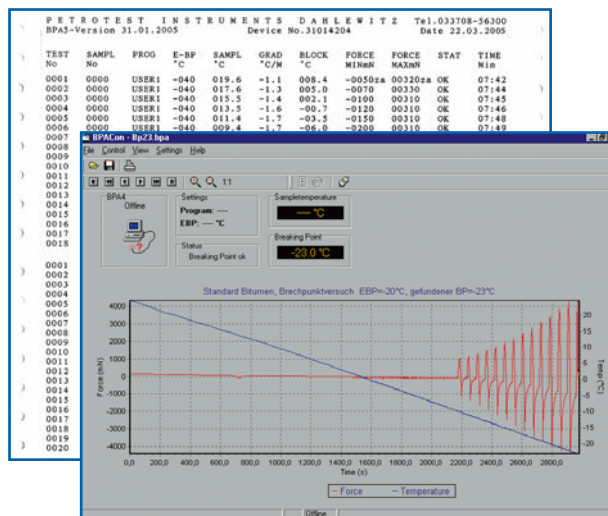 P E T R O T E S T I N S T R U M E N T S D A H L E W I T Z Tel.033708-56300
BPA5-Version 31.01.2005 Device No.31014204 Date 22.03.2005
TEST SAMPL PROG E-BP SAMPL GRAD BLOCK FORCE FORCE STAT TIME
No No °C °C °C/M °C MINmN MAXmN Min
0001 0000 USER1 -040 019.6 -1.1 008.4 -0050za 00320za OK 07:42
0002 0000 USER1 -040 017.6 -1.3 005.0 -0070 00330 OK 07:44
0003 0000 USER1 -040 015.5 -1.4 002.1 -0100 00310 OK 07:45
0004 0000 USER1 -040 013.5 -1.6 -00.7 -0120 00310 OK 07:46
0005 0000 USER1 -040 011.4 -1.7 -03.5 -0150 00310 OK 07:48
0006 0000 USER1 -040 009.4 -1.7 -06.0 -0200 00310 OK 07:49
0007
0008
0009
0010
0011
0012
0013
0014
0015
0016
0017
0018
0001
0002
0003
0004
0005
0006
0007
0008
0009
0010
0011
0012
0013
0014
0015
0016
0017
0018
0019
0020
BPACon - BpZ3.bpa
File Control View Settings Help
1:1
BPA4
Offline
Settings
Program: ---
EBP: --- °C
Status
Breaking Point ok
Sampletemperature
--- °C
Breaking Point
-23.0 °C
Standard Bitumen, Brechpunktversuch EBP=-20°C, gefundener BP=-23°C
Force (mN)
4000
3000
2000
1000
0
-1000
-2000
-3000
-4000
20
15
10
5
0
-5
-10
-15
-20
Temp (°C)
0,0 200,0 400,0 600,0 800,0 1000,0 1200,0 1400,0 1600,0 1800,0 2000,0 2200,0 2400,0 2600,0 2800,0
Time (s)
Force Temperature
Offline